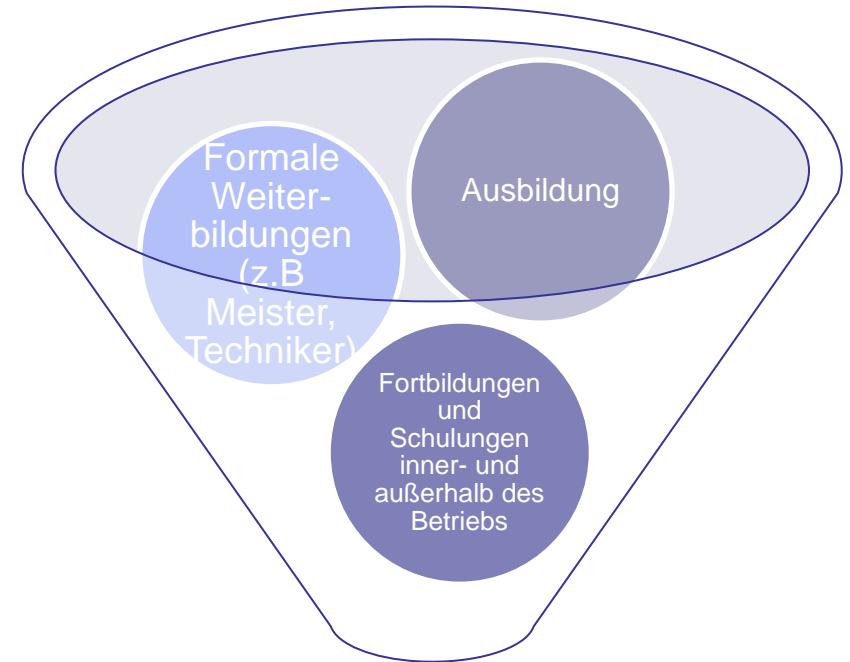 Formale
Weiter-
bildungen
(z.B
Meister,
Techniker)
Ausbildung
Fortbildungen
und
Schulungen
inner- und
außerhalb des
Betriebs